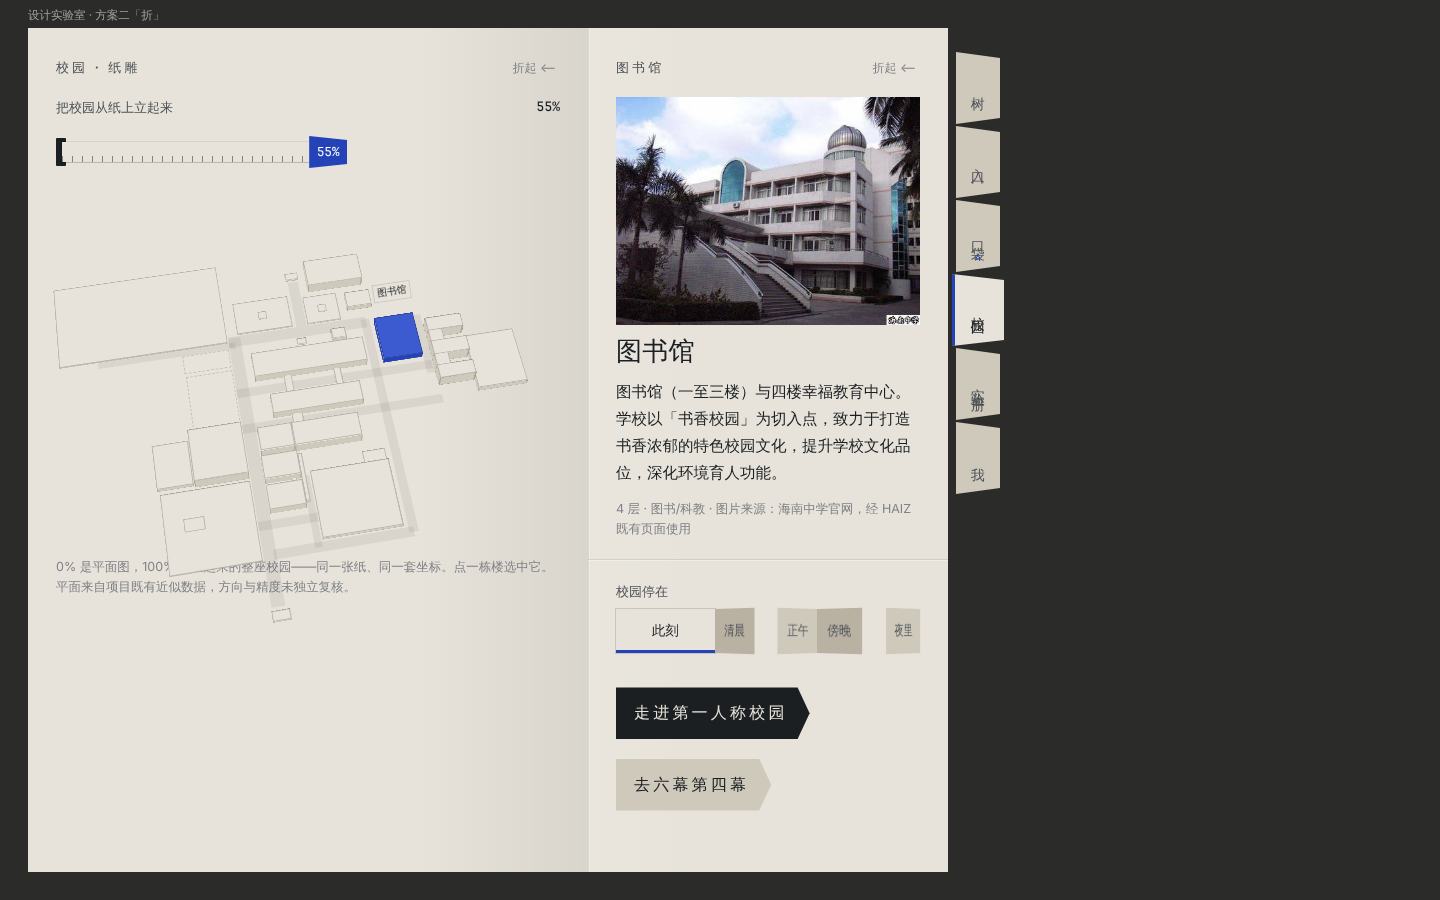 设计实验室 · 方案二「折」
校园 · 纸雕
折起 ←
把校园从纸上立起来
55%
55%
图书馆
0% 是平面图，100%
来的整座校园——同一张纸、同一套坐标。点一栋楼选中它。
平面来自项目既有近似数据，方向与精度未独立复核。
图书馆
折起 ←
海南中学
图书馆
图书馆（一至三楼）与四楼幸福教育中心。
学校以「书香校园」为切入点，致力于打造
书香浓郁的特色校园文化，提升学校文化品
位，深化环境育人功能。
4 层 · 图书/科教 · 图片来源：海南中学官网，经 HAIZ
既有页面使用
校园停在
此刻
清晨
正午
傍晚
夜里
走进第一人称校园
去六幕第四幕
树
入口
口袋
校园
实验册
我